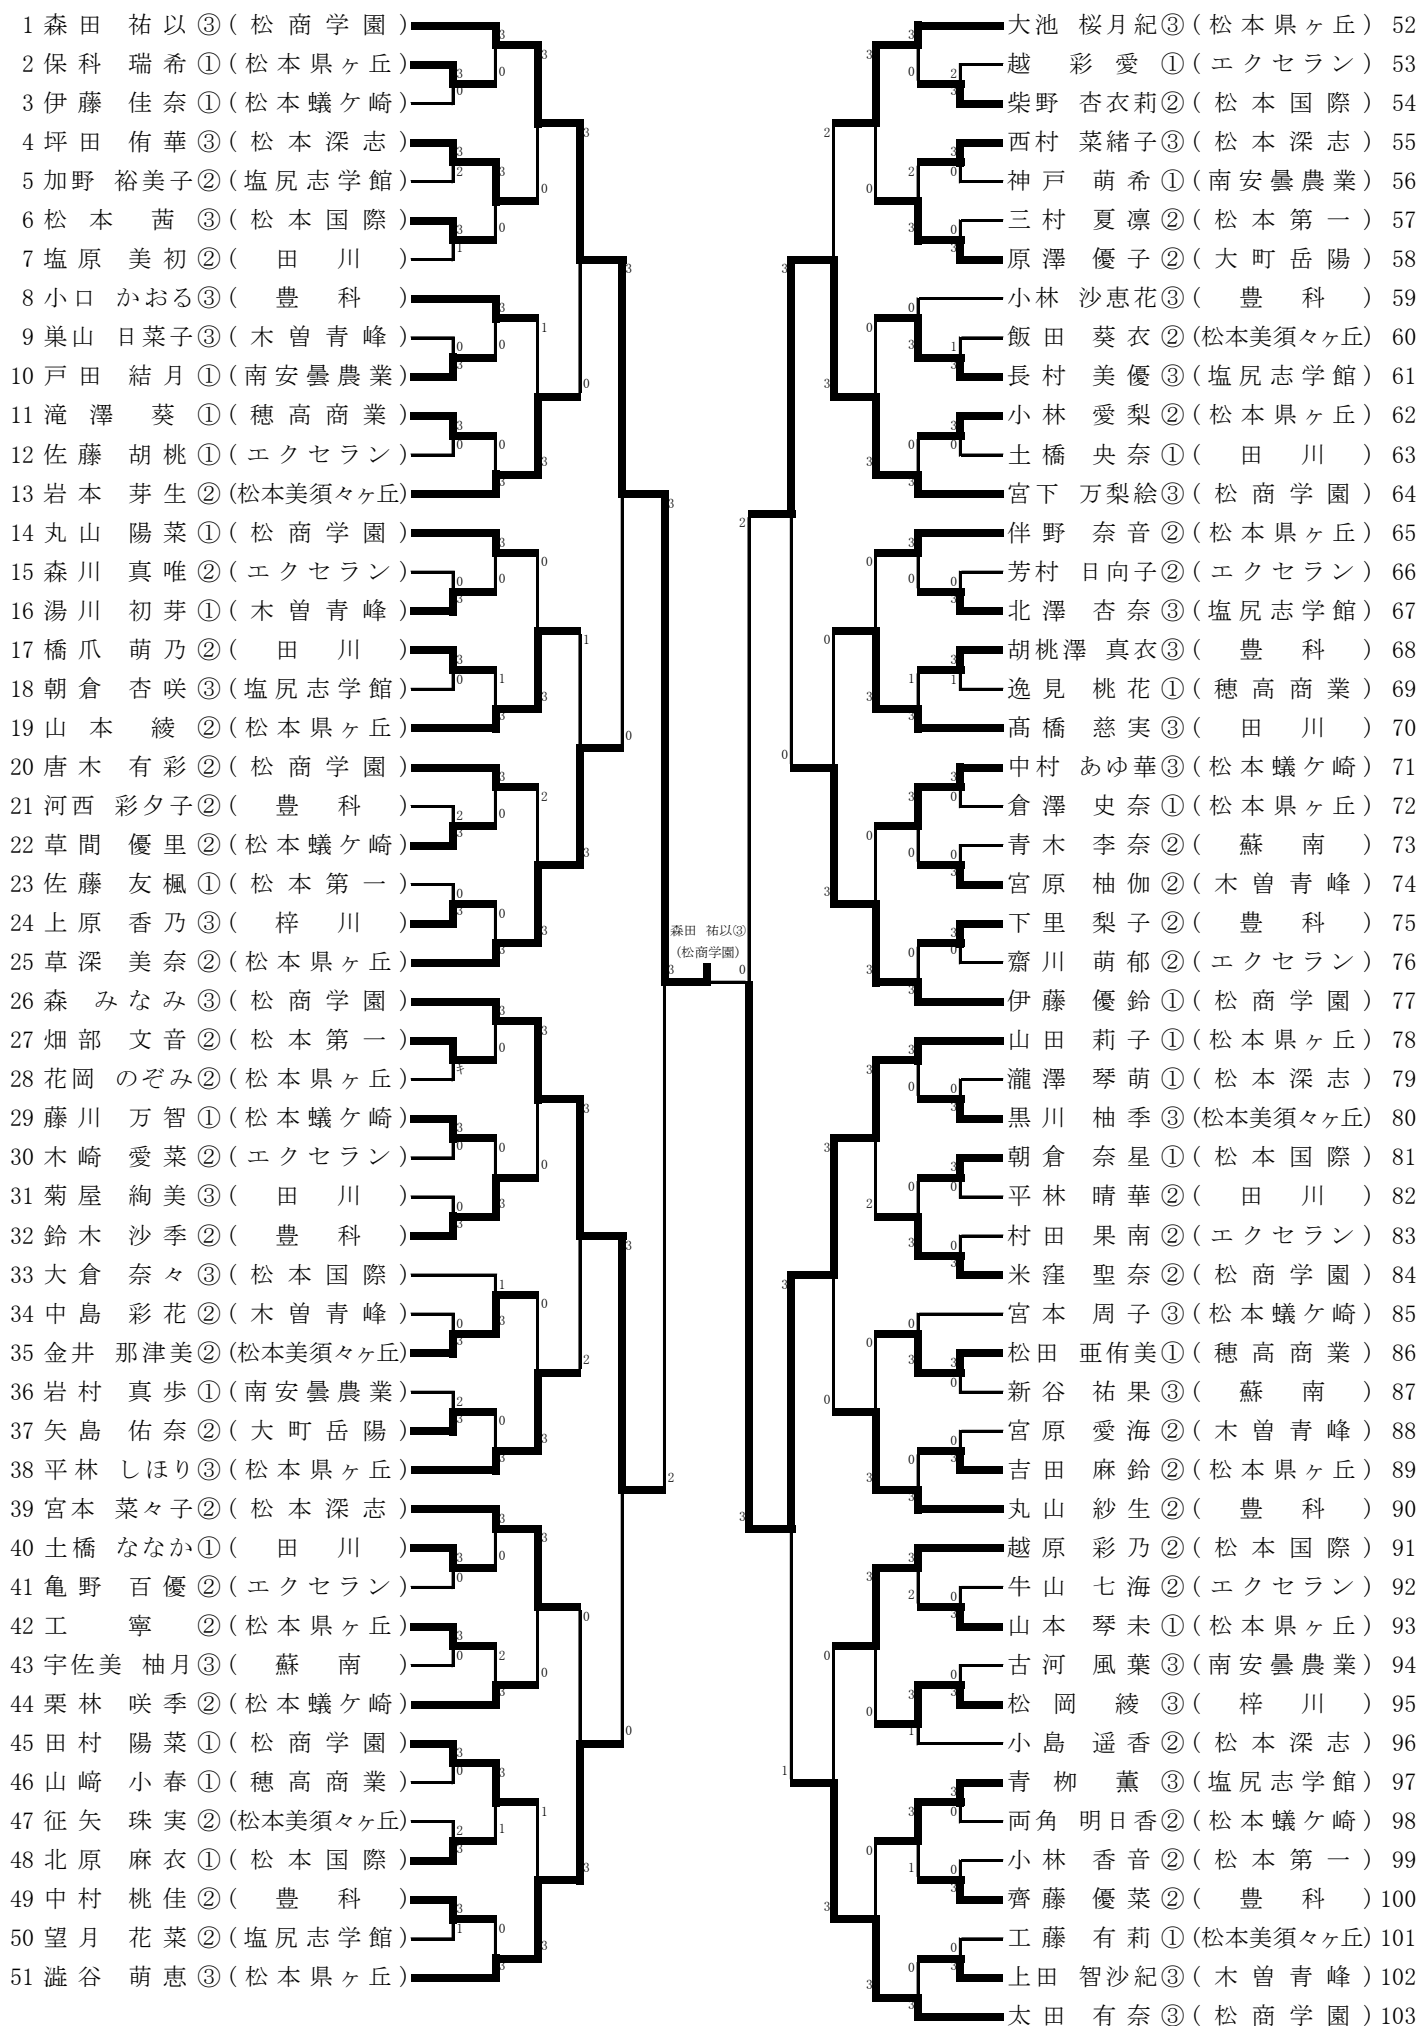 1 森田 祐以 ③ (松商学園)
2 保科 瑞希 ① (松本県ヶ丘)
3 伊藤 佳奈 ① (松本蟻ケ崎)
4 坪田 侑華 ③ (松本深志)
5 加野 裕美子 ② (塩尻志学館)
6 松本 茜 ③ (松本国際)
7 塩原 美初 ② (田川)
8 小口 かおる ③ (豊科)
9 巣山 日菜子 ③ (木曽青峰)
10 戸田 結月 ① (南安曇農業)
11 滝澤 葵 ① (穂高商業)
12 佐藤 胡桃 ① (エクセラン)
13 岩本 芽生 ② (松本美須々ヶ丘)
14 丸山 陽菜 ① (松商学園)
15 森川 真唯 ② (エクセラン)
16 湯川 初芽 ① (木曽青峰)
17 橋爪 萌乃 ② (田川)
18 朝倉 杏咲 ③ (塩尻志学館)
19 山本 綾 ② (松本県ヶ丘)
20 唐木 有彩 ② (松商学園)
21 河西 彩夕子 ② (豊科)
22 草間 優里 ② (松本蟻ケ崎)
23 佐藤 友楓 ① (松本第一)
24 上原 香乃 ③ (梓川)
25 草深 美奈 ② (松本県ヶ丘)
26 森 みなみ ③ (松商学園)
27 畑部 文音 ② (松本第一)
28 花岡 のぞみ ② (松本県ヶ丘)
29 藤川 万智 ① (松本蟻ケ崎)
30 木崎 愛菜 ② (エクセラン)
31 菊屋 絢美 ③ (田川)
32 鈴木 沙季 ② (豊科)
33 大倉 奈々 ③ (松本国際)
34 中島 彩花 ② (木曽青峰)
35 金井 那津美 ② (松本美須々ヶ丘)
36 岩村 真歩 ① (南安曇農業)
37 矢島 佑奈 ② (大町岳陽)
38 平林 しほり ③ (松本県ヶ丘)
39 宮本 菜々子 ② (松本深志)
40 土橋 ななか ① (田川)
41 亀野 百優 ② (エクセラン)
42 工 寧 ② (松本県ヶ丘)
43 宇佐美 柚月 ③ (蘇南)
44 栗林 咲季 ② (松本蟻ケ崎)
45 田村 陽菜 ① (松商学園)
46 山﨑 小春 ① (穂高商業)
47 征矢 珠実 ② (松本美須々ヶ丘)
48 北原 麻衣 ① (松本国際)
49 中村 桃佳 ② (豊科)
50 望月 花菜 ② (塩尻志学館)
51 澁谷 萌恵 ③ (松本県ヶ丘)
森田 祐以③
(松商学園)
3 0
大池 桜月紀 ③ (松本県ヶ丘) 52
越 彩愛 ① (エクセラン) 53
柴野 杏衣莉 ② (松本国際) 54
西村 菜緒子 ③ (松本深志) 55
神戸 萌希 ① (南安曇農業) 56
三村 夏凛 ② (松本第一) 57
原澤 優子 ② (大町岳陽) 58
小林 沙恵花 ③ (豊科) 59
飯田 葵衣 ② (松本美須々ヶ丘) 60
長村 美優 ③ (塩尻志学館) 61
小林 愛梨 ② (松本県ヶ丘) 62
土橋 央奈 ① (田川) 63
宮下 万梨絵 ③ (松商学園) 64
伴野 奈音 ② (松本県ヶ丘) 65
芳村 日向子 ② (エクセラン) 66
北澤 杏奈 ③ (塩尻志学館) 67
胡桃澤 真衣 ③ (豊科) 68
逸見 桃花 ① (穂高商業) 69
髙橋 慈実 ③ (田川) 70
中村 あゆ華 ③ (松本蟻ケ崎) 71
倉澤 史奈 ① (松本県ヶ丘) 72
青木 李奈 ② (蘇南) 73
宮原 柚伽 ② (木曽青峰) 74
下里 梨子 ② (豊科) 75
齋川 萌郁 ② (エクセラン) 76
伊藤 優鈴 ① (松商学園) 77
山田 莉子 ① (松本県ヶ丘) 78
瀧澤 琴萌 ① (松本深志) 79
黒川 柚季 ③ (松本美須々ヶ丘) 80
朝倉 奈星 ① (松本国際) 81
平林 晴華 ② (田川) 82
村田 果南 ② (エクセラン) 83
米窪 聖奈 ② (松商学園) 84
宮本 周子 ③ (松本蟻ケ崎) 85
松田 亜侑美 ① (穂高商業) 86
新谷 祐果 ③ (蘇南) 87
宮原 愛海 ② (木曽青峰) 88
吉田 麻鈴 ② (松本県ヶ丘) 89
丸山 紗生 ② (豊科) 90
越原 彩乃 ② (松本国際) 91
牛山 七海 ② (エクセラン) 92
山本 琴未 ① (松本県ヶ丘) 93
古河 風葉 ③ (南安曇農業) 94
松岡 綾 ③ (梓川) 95
小島 遥香 ② (松本深志) 96
青栁 薫 ③ (塩尻志学館) 97
両角 明日香 ② (松本蟻ケ崎) 98
小林 香音 ② (松本第一) 99
齊藤 優菜 ② (豊科) 100
工藤 有莉 ① (松本美須々ヶ丘) 101
上田 智沙紀 ③ (木曽青峰) 102
太田 有奈 ③ (松商学園) 103